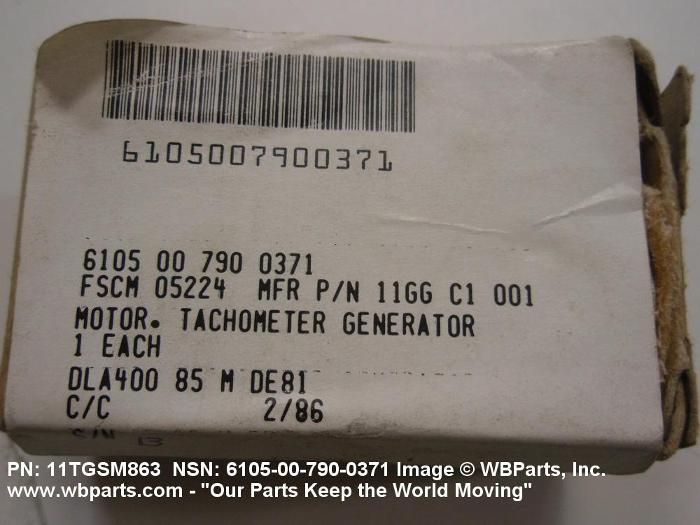 6105007900371
6105 00 790 0371
FSCM 05224 MFR P/N 11GG C1 001
MOTOR. TACHOMETER GENERATOR
1 EACH
DLA400 85 M DE81
C/C 2/86
S/N 13
PN: 11TGSM863 NSN: 6105-00-790-0371 Image © WBParts, Inc.
www.wbparts.com - "Our Parts Keep the World Moving"